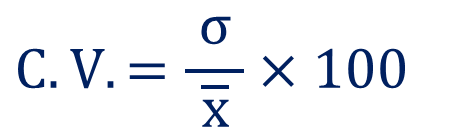 C. V. = σ / x̅ × 100